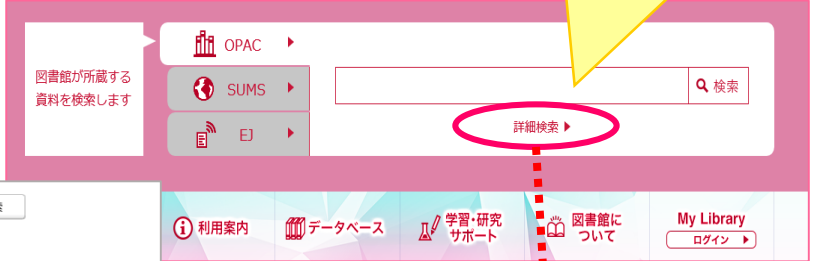 図書館が所蔵する
資料を検索します
OPAC
SUMS
EJ
検索
詳細検索
利用案内
データベース
学習・研究
サポート
図書館に
ついて
My Library
ログイン